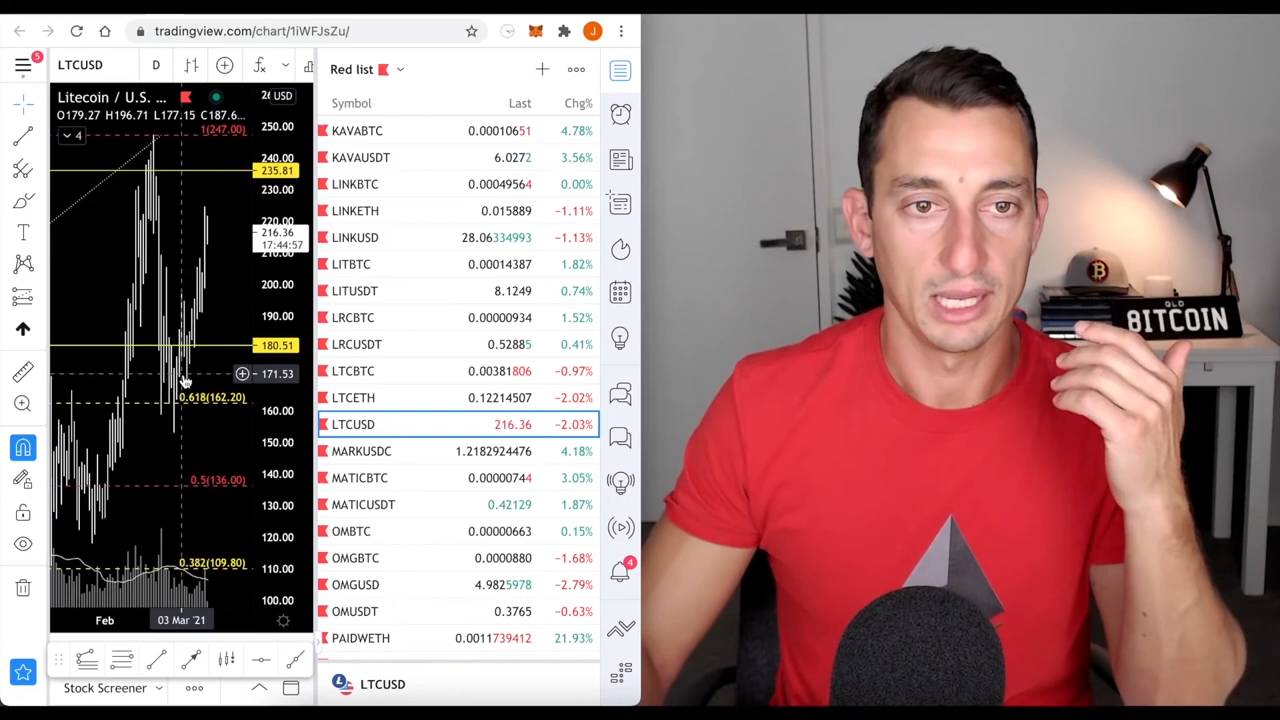 tradingview.com/chart/1iWFJsZu/
J
5
LTCUSD
D
Litecoin / U.S. ...
O179.27 H196.71 L177.15 C187.6...
4
1(247.00)
USD
250.00
240.00
235.81
230.00
220.00
216.36
17:44:57
200.00
190.00
180.51
171.53
0.618(162.20)
160.00
150.00
140.00
0.5(136.00)
130.00
120.00
0.382(109.80)
110.00
100.00
Feb
03 Mar '21
Stock Screener
Red list
Symbol Last Chg%
KAVABTC 0.00010651 4.78%
KAVAUSDT 6.0272 3.56%
LINKBTC 0.00049564 0.00%
LINKETH 0.015889 −1.11%
LINKUSD 28.06334993 −1.13%
LITBTC 0.00014387 1.82%
LITUSDT 8.1249 0.74%
LRCBTC 0.00000934 1.52%
LRCUSDT 0.52885 0.41%
LTCBTC 0.00381806 −0.97%
LTCETH 0.12214507 −2.02%
LTCUSD 216.36 −2.03%
MARKUSDC 1.2182924476 4.18%
MATICBTC 0.00000744 3.05%
MATICUSDT 0.42129 1.87%
OMBTC 0.00000663 0.15%
OMGBTC 0.0000880 −1.68%
OMGUSD 4.9825978 −2.79%
OMUSDT 0.3765 −0.63%
PAIDWETH 0.0011739412 21.93%
LTCUSD
4
QLD
8ITCOIN